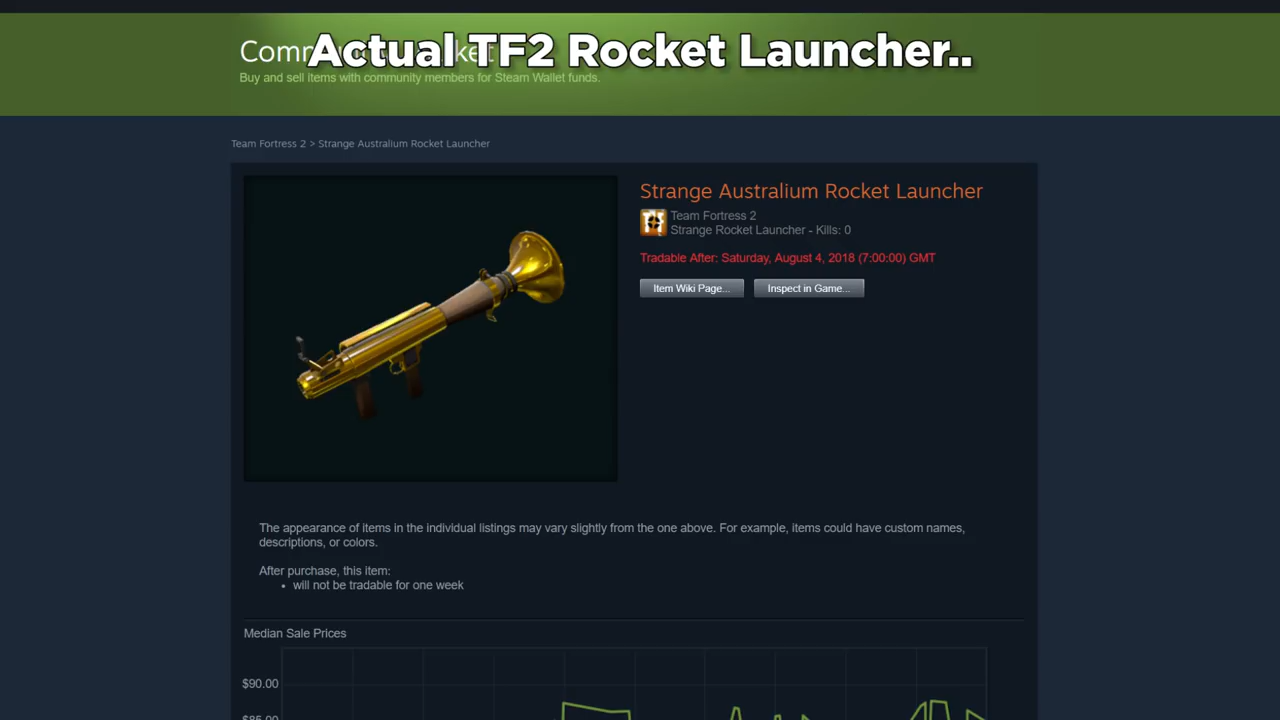 Actual TF2 Rocket Launcher..
Buy and sell items with community members for Steam Wallet funds.
Team Fortress 2 > Strange Australium Rocket Launcher
Strange Australium Rocket Launcher
Team Fortress 2
Strange Rocket Launcher - Kills: 0
Tradable After: Saturday, August 4, 2018 (7:00:00) GMT
Item Wiki Page...
Inspect in Game...
The appearance of items in the individual listings may vary slightly from the one above. For example, items could have custom names,
descriptions, or colors.
After purchase, this item:
• will not be tradable for one week
Median Sale Prices
$90.00